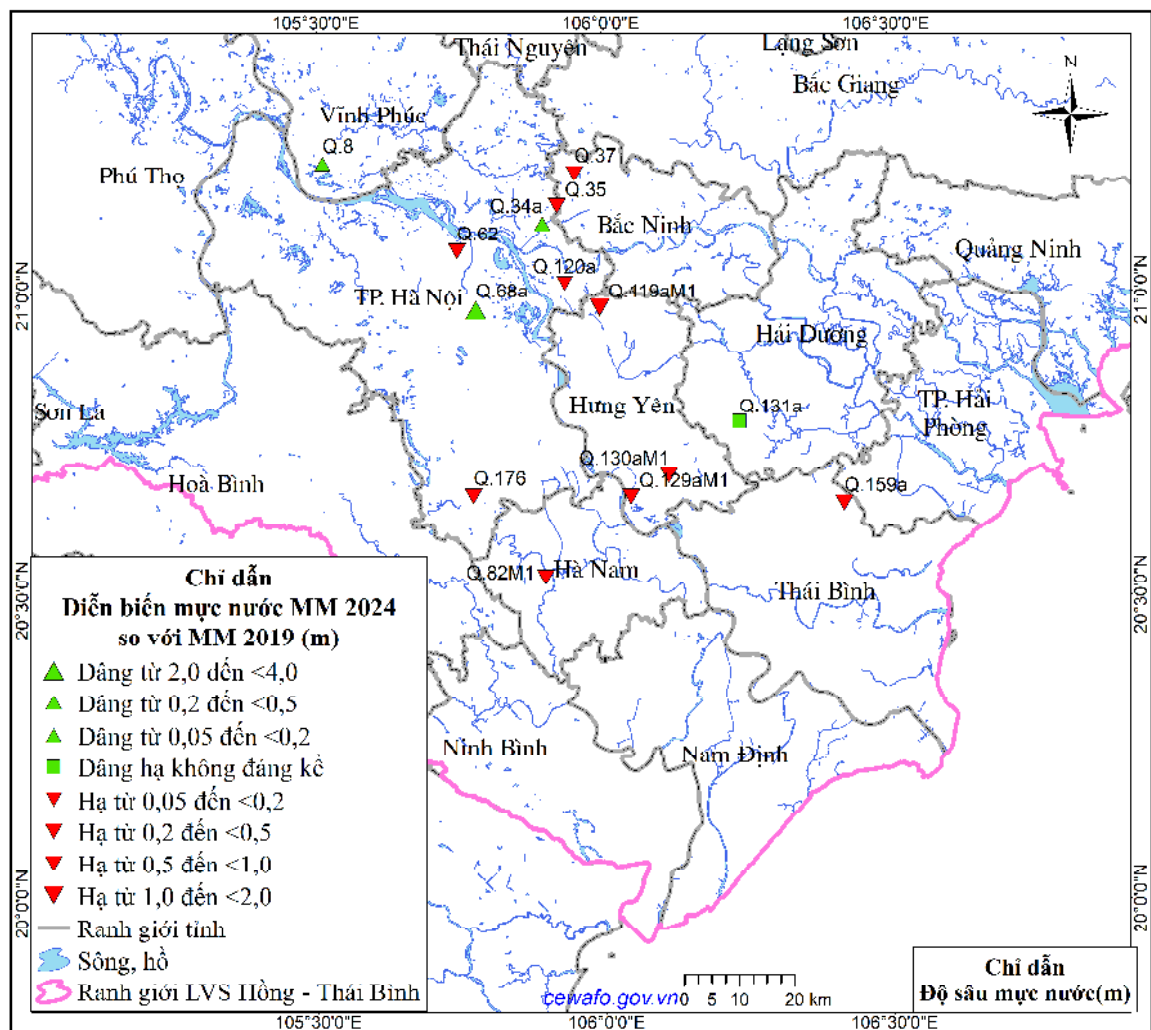 105°30'0"E
106°0'0"E
106°30'0"E
Thái Nguyên
Lạng Sơn
Bắc Giang
N
Vĩnh Phúc
Q.8
Q.37
Phú Thọ
Q.35
Q.34a
Bắc Ninh
Q.62
Quảng Ninh
Q.120a
21°0'0"N
TP. Hà Nội
Q.68a
Q.419aM1
21°0'0"N
Hải Dương
Sơn La
Hưng Yên
Q.131a
TP. Hải
Phòng
Q.130aM1
Hoà Bình
Q.176
Q.129aM1
Q.159a
Q.82M1
Hà Nam
Thái Bình
20°30'0"N
20°30'0"N
Ninh Bình
Nam Định
20°0'0"N
20°0'0"N
Chỉ dẫn
Diễn biến mực nước MM 2024
so với MM 2019 (m)
Dâng từ 2,0 đến <4,0
Dâng từ 0,2 đến <0,5
Dâng từ 0,05 đến <0,2
Dâng hạ không đáng kể
Hạ từ 0,05 đến <0,2
Hạ từ 0,2 đến <0,5
Hạ từ 0,5 đến <1,0
Hạ từ 1,0 đến <2,0
Ranh giới tỉnh
Sông, hồ
Ranh giới LVS Hồng - Thái Bình
cewafo.gov.vn
0 5 10 20 km
Chỉ dẫn
Độ sâu mực nước(m)
105°30'0"E
106°0'0"E
106°30'0"E